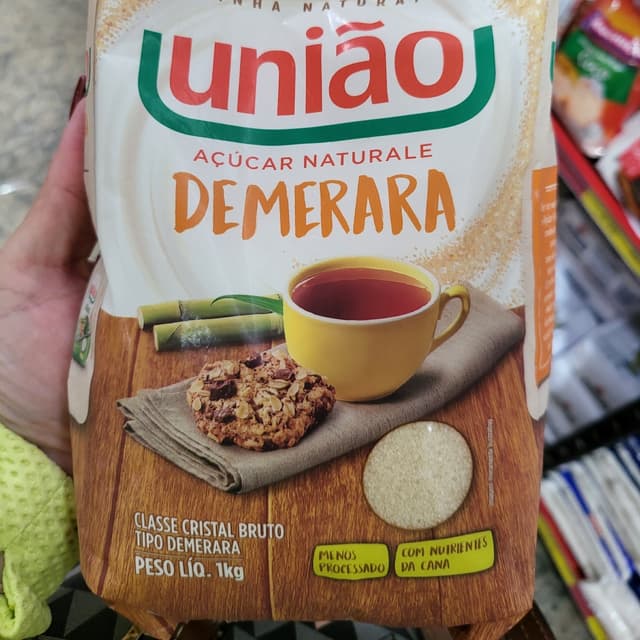 união
AÇÚCAR NATURALE
DEMERARA
CLASSE CRISTAL BRUTO
TIPO DEMERARA
PESO LÍQ. 1kg
MENOS
PROCESSADO
COM NUTRIENTES
DA CANA